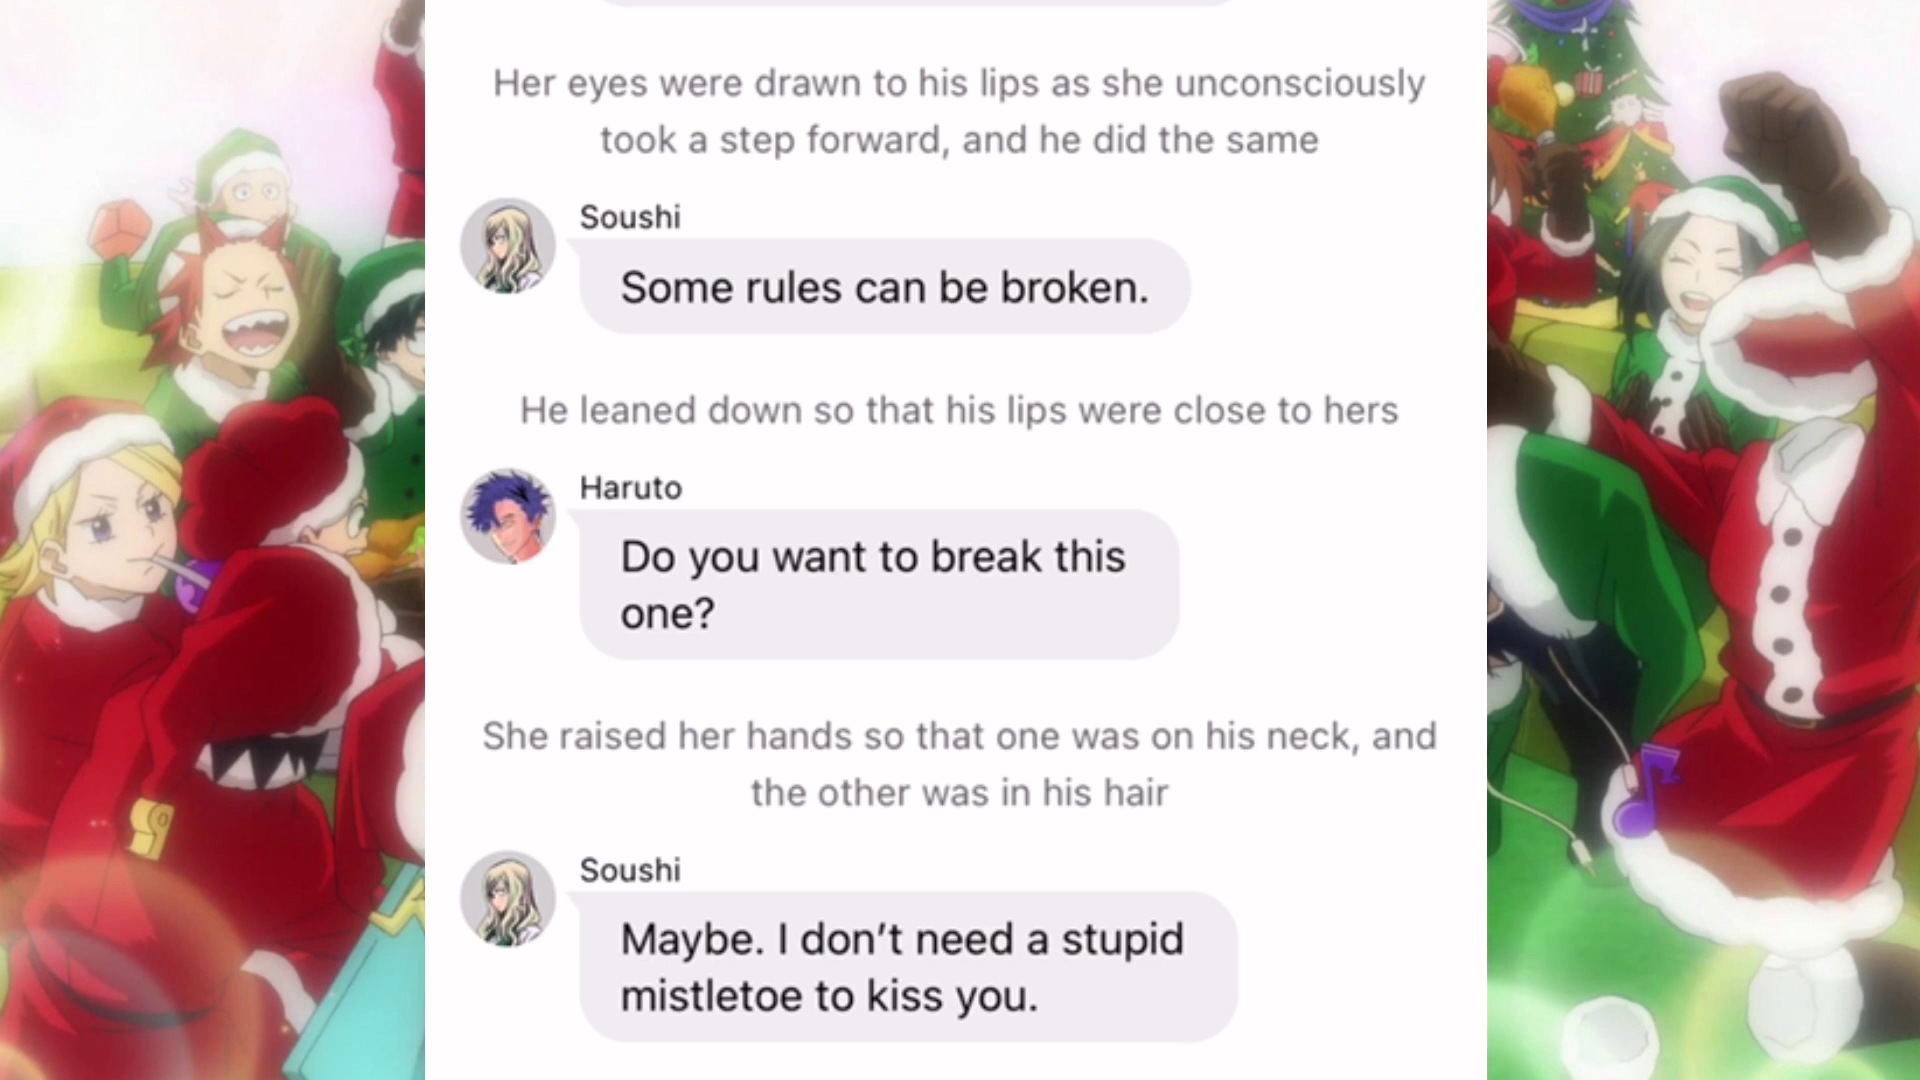 Her eyes were drawn to his lips as she unconsciously
took a step forward, and he did the same
Soushi
Some rules can be broken.
He leaned down so that his lips were close to hers
Haruto
Do you want to break this
one?
She raised her hands so that one was on his neck, and
the other was in his hair
Soushi
Maybe. I don’t need a stupid
mistletoe to kiss you.